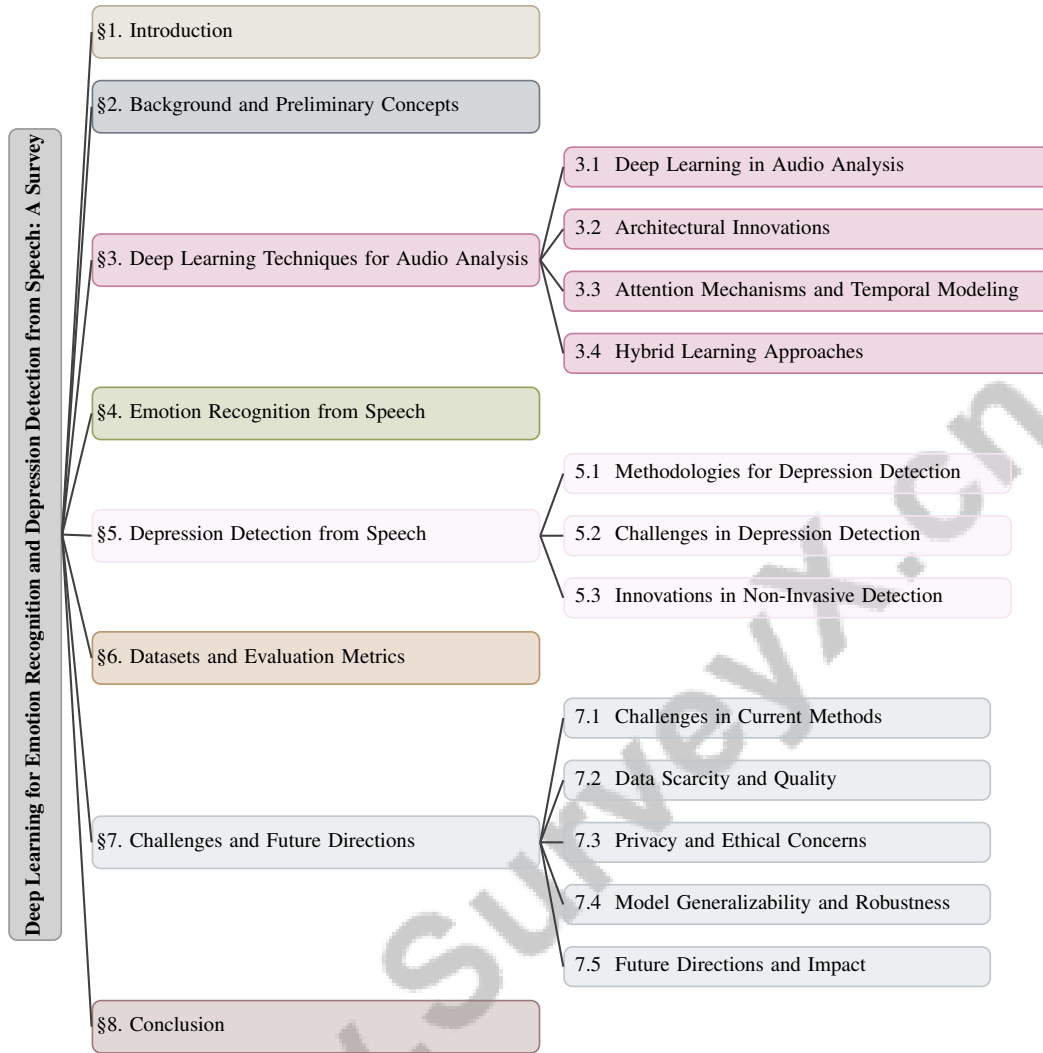 Deep Learning for Emotion Recognition and Depression Detection from Speech: A Survey
§1. Introduction
§2. Background and Preliminary Concepts
§3. Deep Learning Techniques for Audio Analysis
3.1 Deep Learning in Audio Analysis
3.2 Architectural Innovations
3.3 Attention Mechanisms and Temporal Modeling
3.4 Hybrid Learning Approaches
§4. Emotion Recognition from Speech
§5. Depression Detection from Speech
5.1 Methodologies for Depression Detection
5.2 Challenges in Depression Detection
5.3 Innovations in Non-Invasive Detection
§6. Datasets and Evaluation Metrics
§7. Challenges and Future Directions
7.1 Challenges in Current Methods
7.2 Data Scarcity and Quality
7.3 Privacy and Ethical Concerns
7.4 Model Generalizability and Robustness
7.5 Future Directions and Impact
§8. Conclusion
.Surveyx.cn